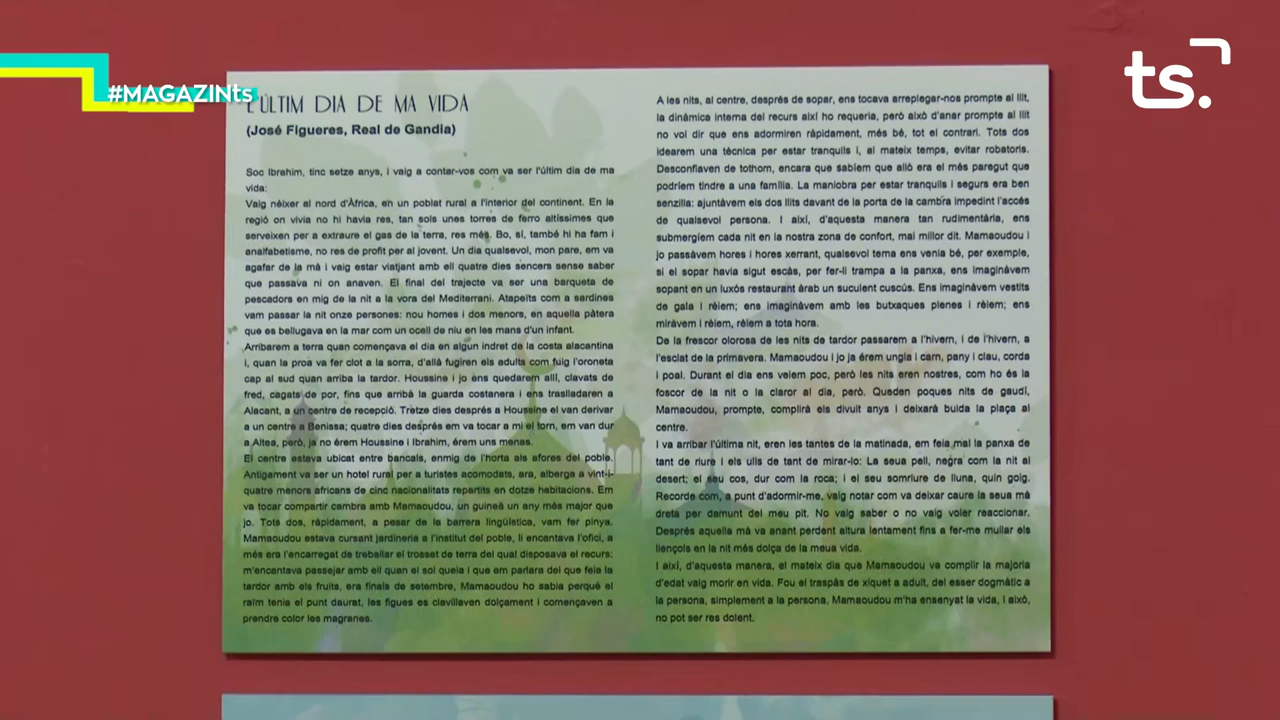 #MAGAZINts
ts.
L'ÚLTIM DIA DE MA VIDA
(José Figueres, Real de Gandia)
Soc Ibrahim, tinc setze anys, i vaig a contar-vos com va ser l'últim dia de ma
vida:
Vaig néixer al nord d'Àfrica, en un poblat rural a l'interior del continent. En la
regió on vivia no hi havia res, tan sols unes torres de ferro altíssimes que
serveixen per a extraure el gas de la terra, res més. Bo, sí, també hi ha fam i
analfabetisme, no res de profit per al jovent. Un dia qualsevol, mon pare, em va
agafar de la mà i vaig estar viatjant amb ell quatre dies sencers sense saber
que passava ni on anaven. El final del trajecte va ser una barqueta de
pescadors en mig de la nit a la vora del Mediterrani. Atapeïts com a sardines
vam passar la nit onze persones: nou homes i dos menors, en aquella pàtera
que es bellugava en la mar com un ocell de niu en les mans d'un infant.
Arribarem a terra quan començava el dia en algun indret de la costa alacantina
i, quan la proa va fer clot a la sorra, d'allà fugiren els adults com fuig l'oroneta
cap al sud quan arriba la tardor. Houssine i jo ens quedarem allí, clavats de
fred, cagats de por, fins que arribà la guarda costanera i ens traslladaren a
Alacant, a un centre de recepció. Tretze dies després a Houssine el van derivar
a un centre a Benissa; quatre dies després em va tocar a mi el torn, em van dur
a Altea, però, ja no érem Houssine i Ibrahim, érem uns menas.
El centre estava ubicat entre bancals, enmig de l'horta als afores del poble.
Antigament va ser un hotel rural per a turistes acomodats, ara, alberga a vint-i-
quatre menors africans de cinc nacionalitats repartits en dotze habitacions. Em
va tocar compartir cambra amb Mamaoudou, un guineà un any més major que
jo. Tots dos, ràpidament, a pesar de la barrera lingüística, vam fer pinya.
Mamaoudou estava cursant jardineria a l'institut del poble, li encantava l'ofici, a
més era l'encarregat de treballar el trosset de terra del qual disposava el recurs;
m'encantava passejar amb ell quan el sol queia i que em parlara del que feia la
tardor amb els fruits, era finals de setembre, Mamaoudou ho sabia perquè el
raïm tenia el punt daurat, les figues es clavillaven dolçament i començaven a
prendre color les magranes.
A les nits, al centre, després de sopar, ens tocava arreplegar-nos prompte al llit,
la dinàmica interna del recurs així ho requeria, però això d'anar prompte al llit
no vol dir que ens adormiren ràpidament, més bé, tot el contrari. Tots dos
idearem una tècnica per estar tranquils i, al mateix temps, evitar robatoris.
Desconfiaven de tothom, encara que sabíem que allò era el més paregut que
podríem tindre a una família. La maniobra per estar tranquils i segurs era ben
senzilla: ajuntàvem els dos llits davant de la porta de la cambra impedint l'accés
de qualsevol persona. I així, d'aquesta manera tan rudimentària, ens
submergíem cada nit en la nostra zona de confort, mai millor dit. Mamaoudou i
jo passàvem hores i hores xerrant, qualsevol tema ens venia bé, per exemple,
si el sopar havia sigut escàs, per fer-li trampa a la panxa, ens imaginàvem
sopant en un luxós restaurant àrab un suculent cuscús. Ens imaginàvem vestits
de gala i rèiem; ens imaginàvem amb les butxaques plenes i rèiem; ens
miràvem i rèiem, rèiem a tota hora.
De la frescor olorosa de les nits de tardor passarem a l'hivern, i de l'hivern, a
l'esclat de la primavera. Mamaoudou i jo ja érem ungla i carn, pany i clau, corda
i poal. Durant el dia ens veiem poc, però les nits eren nostres, com ho és la
foscor de la nit o la claror al dia, però. Queden poques nits de gaudi,
Mamaoudou, prompte, complirà els divuit anys i deixarà buida la plaça al
centre.
I va arribar l'última nit, eren les tantes de la matinada, em feia mal la panxa de
tant de riure i els ulls de tant de mirar-lo: La seua pell, negra com la nit al
desert; el seu cos, dur com la roca; i el seu somriure de lluna, quin goig.
Recorde com, a punt d'adormir-me, vaig notar com va deixar caure la seua mà
dreta per damunt del meu pit. No vaig saber o no vaig voler reaccionar.
Després aquella mà va anant perdent altura lentament fins a fer-me mullar els
llençols en la nit més dolça de la meua vida.
I així, d'aquesta manera, el mateix dia que Mamaoudou va complir la majoria
d'edat vaig morir en vida. Fou el traspàs de xiquet a adult, del esser dogmàtic a
la persona, simplement a la persona. Mamaoudou m'ha ensenyat la vida, i això,
no pot ser res dolent.